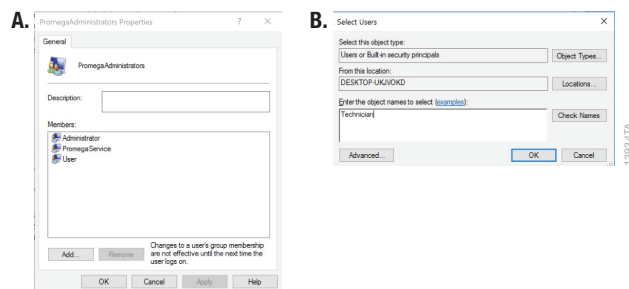 A.
PromegaAdministrators Properties ? ×
General
PromegaAdministrators
Description:
Members:
Administrator
PromegaService
User
Add...
Remove
Changes to a user's group membership
are not effective until the next time the
user logs on.
OK Cancel Apply Help
B.
Select Users ×
Select this object type:
Users or Built-in security principals
Object Types...
From this location:
DESKTOP-UKJVOKD
Locations...
Enter the object names to select (examples):
Technician
Check Names
Advanced...
OK Cancel
13934TA